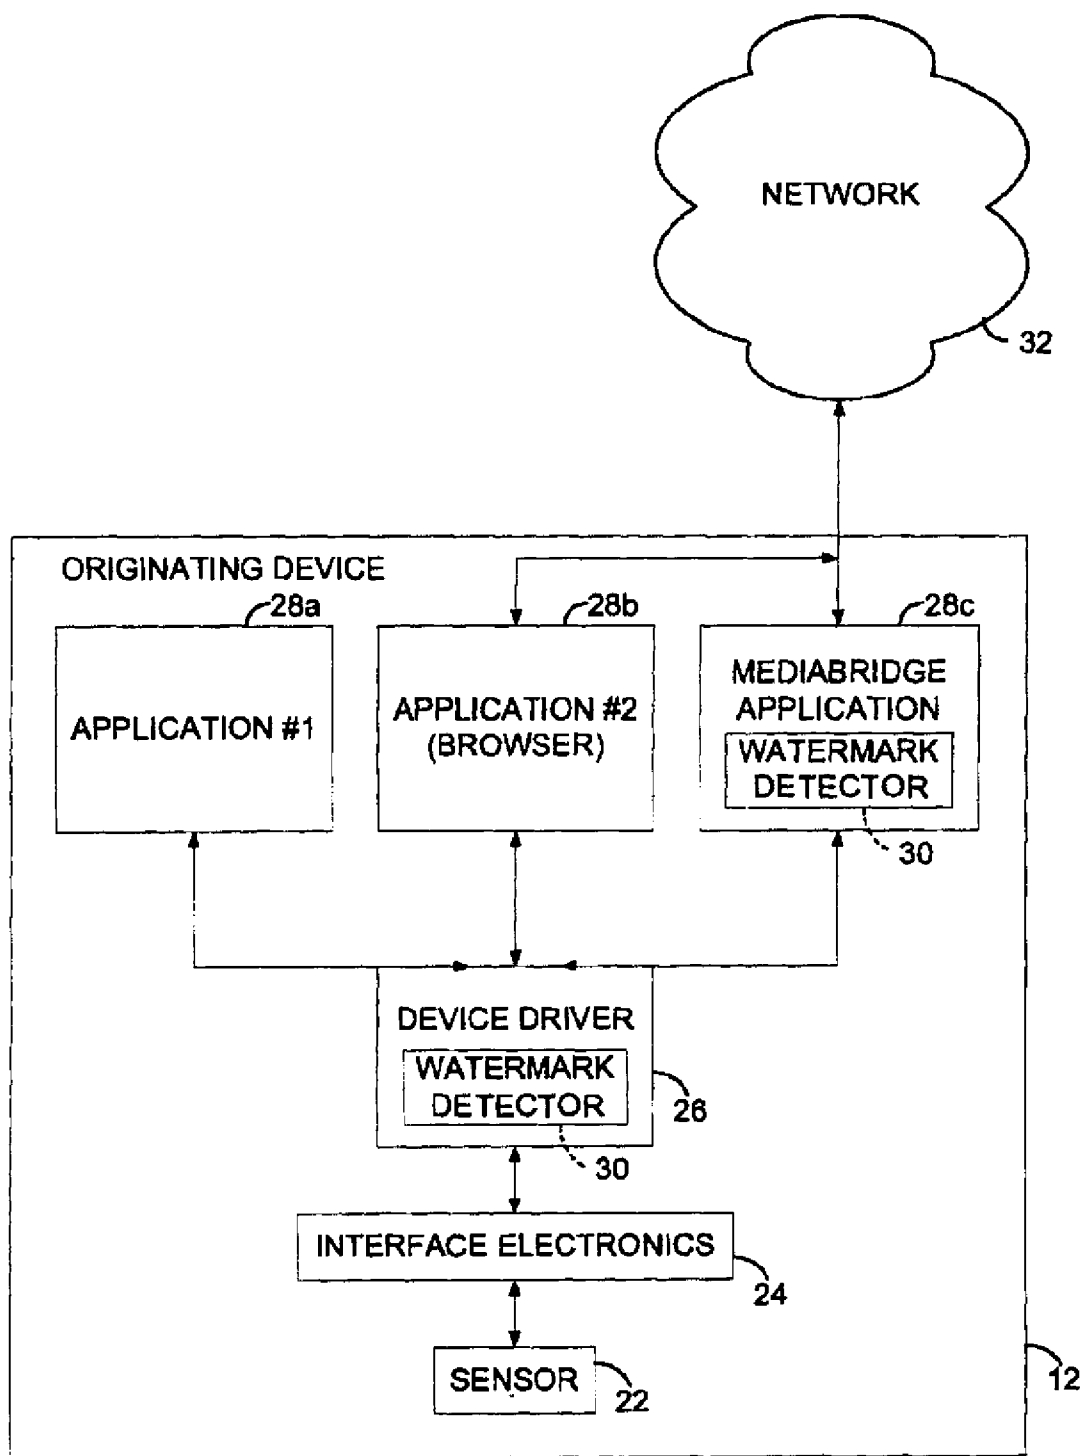 NETWORK
32
ORIGINATING DEVICE
28a
28b
28c
APPLICATION #1
APPLICATION #2
(BROWSER)
MEDIABRIDGE
APPLICATION
WATERMARK
DETECTOR
30
DEVICE DRIVER
WATERMARK
DETECTOR
26
30
INTERFACE ELECTRONICS
24
SENSOR
22
12